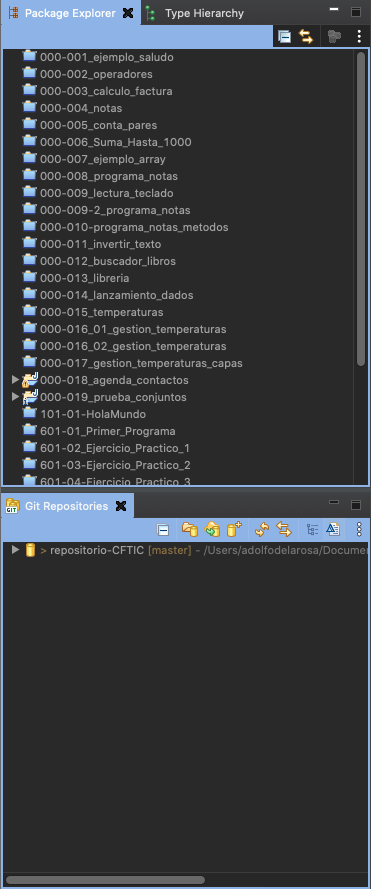 Package Explorer Type Hierarchy
000-001_ejemplo_saludo
000-002_operadores
000-003_calculo_factura
000-004_notas
000-005_conta_pares
000-006_Suma_Hasta_1000
000-007_ejemplo_array
000-008_programa_notas
000-009_lectura_teclado
000-009-2_programa_notas
000-010-programa_notas_metodos
000-011_invertir_texto
000-012_buscador_libros
000-013_libreria
000-014_lanzamiento_dados
000-015_temperaturas
000-016_01_gestion_temperaturas
000-016_02_gestion_temperaturas
000-017_gestion_temperaturas_capas
000-018_agenda_contactos
000-019_prueba_conjuntos
101-01-HolaMundo
601-01_Primer_Programa
601-02_Ejercicio_Practico_1
601-03-Ejercicio_Practico_2
601-04-Ejercicio_Practico_3
GIT Git Repositories
> repositorio-CFTIC [master] - /Users/adolfodelarosa/Documen